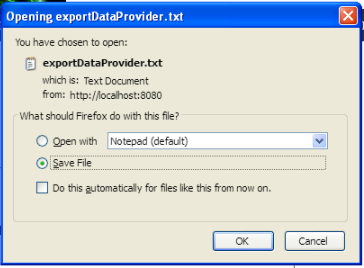 Opening exportDataProvider.txt
You have chosen to open:
exportDataProvider.txt
which is: Text Document
from: http://localhost:8080
What should Firefox do with this file?
Open with Notepad (default)
Save File
Do this automatically for files like this from now on.
OK Cancel